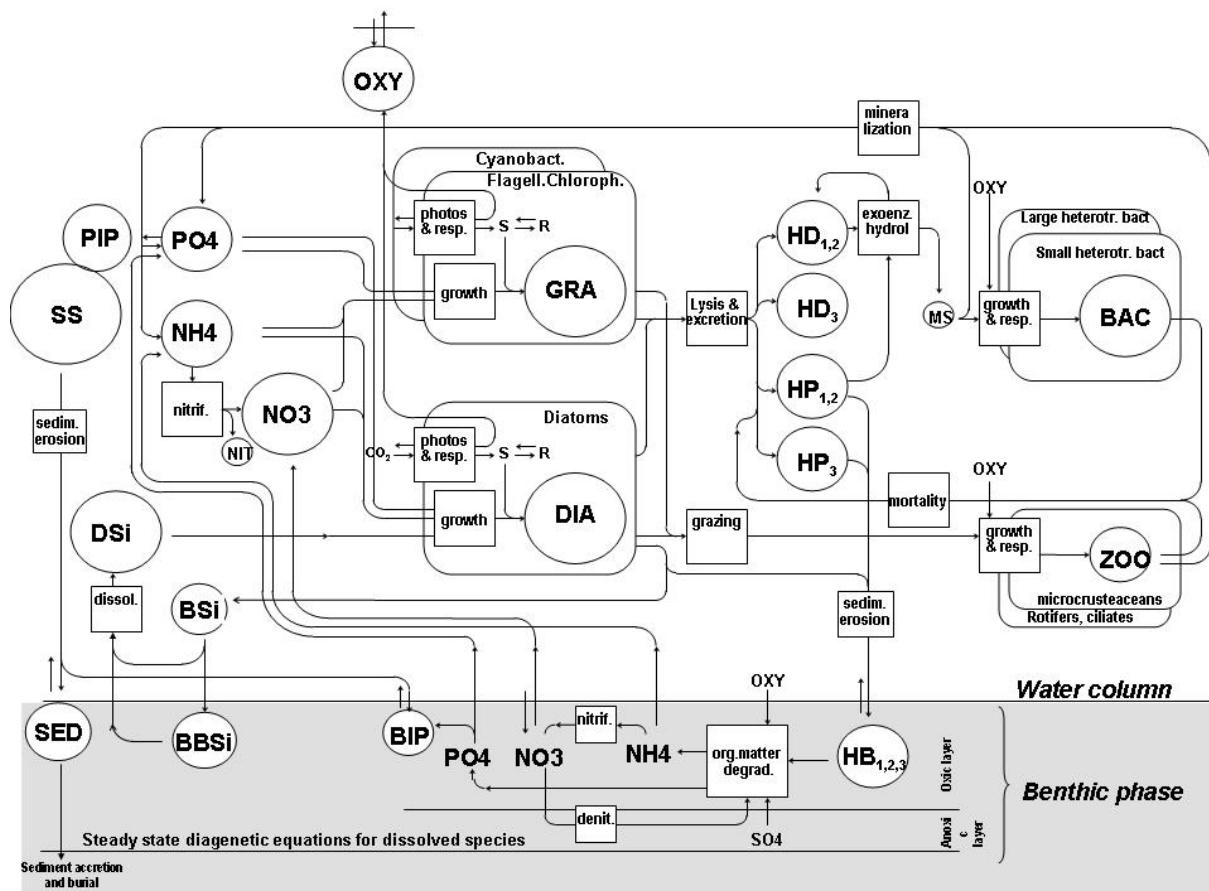 OXY
minera
lization
Cyanobact.
Flagell.Chloroph.
OXY
photos
& resp.
S
R
PIP
PO4
HD1,2
exoenz.
hydrol
Large heterotr. bact
Small heterotr. bact
SS
growth
GRA
Lysis &
excretion
HD3
MS
growth
& resp.
BAC
NH4
nitrif.
NO3
NIT
sedim.
erosion
Diatoms
HP1,2
CO2
photos
& resp.
S
R
HP3
OXY
mortality
DSi
growth
DIA
grazing
growth
& resp.
ZOO
dissol.
BSi
sedim.
erosion
microcrusteaceans
Rotifers, ciliates
OXY
Water column
SED
BBSi
BIP
PO4
NO3
nitrif.
NH4
org.matter
degrad.
HB1,2,3
Oxic layer
Benthic phase
denit.
SO4
Anoxi
c
layer
Steady state diagenetic equations for dissolved species
Sediment accretion
and burial